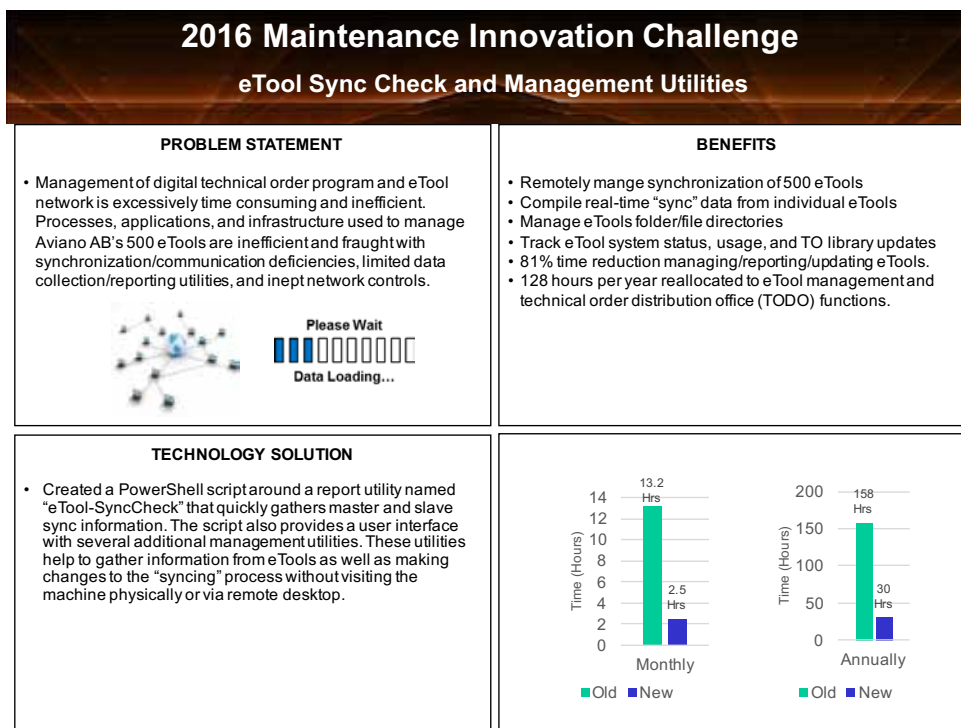 2016 Maintenance Innovation Challenge
eTool Sync Check and Management Utilities
PROBLEM STATEMENT
• Management of digital technical order program and eTool
network is excessively time consuming and inefficient.
Processes, applications, and infrastructure used to manage
Aviano AB's 500 eTools are inefficient and fraught with
synchronization/communication deficiencies, limited data
collection/reporting utilities, and inept network controls.
Please Wait
Data Loading...
BENEFITS
• Remotely mange synchronization of 500 eTools
• Compile real-time "sync" data from individual eTools
• Manage eTools folder/file directories
• Track eTool system status, usage, and TO library updates
• 81% time reduction managing/reporting/updating eTools.
• 128 hours per year reallocated to eTool management and
technical order distribution office (TODO) functions.
TECHNOLOGY SOLUTION
• Created a PowerShell script around a report utility named
"eTool-SyncCheck" that quickly gathers master and slave
sync information. The script also provides a user interface
with several additional management utilities. These utilities
help to gather information from eTools as well as making
changes to the "syncing" process without visiting the
machine physically or via remote desktop.
Time (Hours)
14
12
10
8
6
4
2
0
13.2
Hrs
2.5
Hrs
Monthly
Old New
Time (Hours)
200
150
100
50
0
158
Hrs
30
Hrs
Annually
Old New